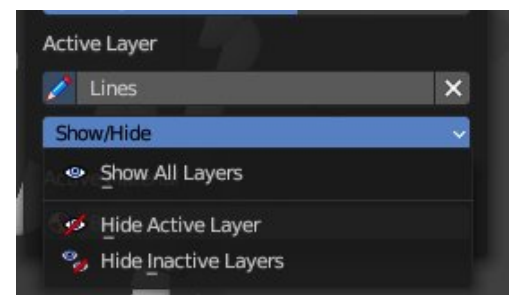 Active Layer
Lines
Show/Hide
Show All Layers
Hide Active Layer
Hide Inactive Layers